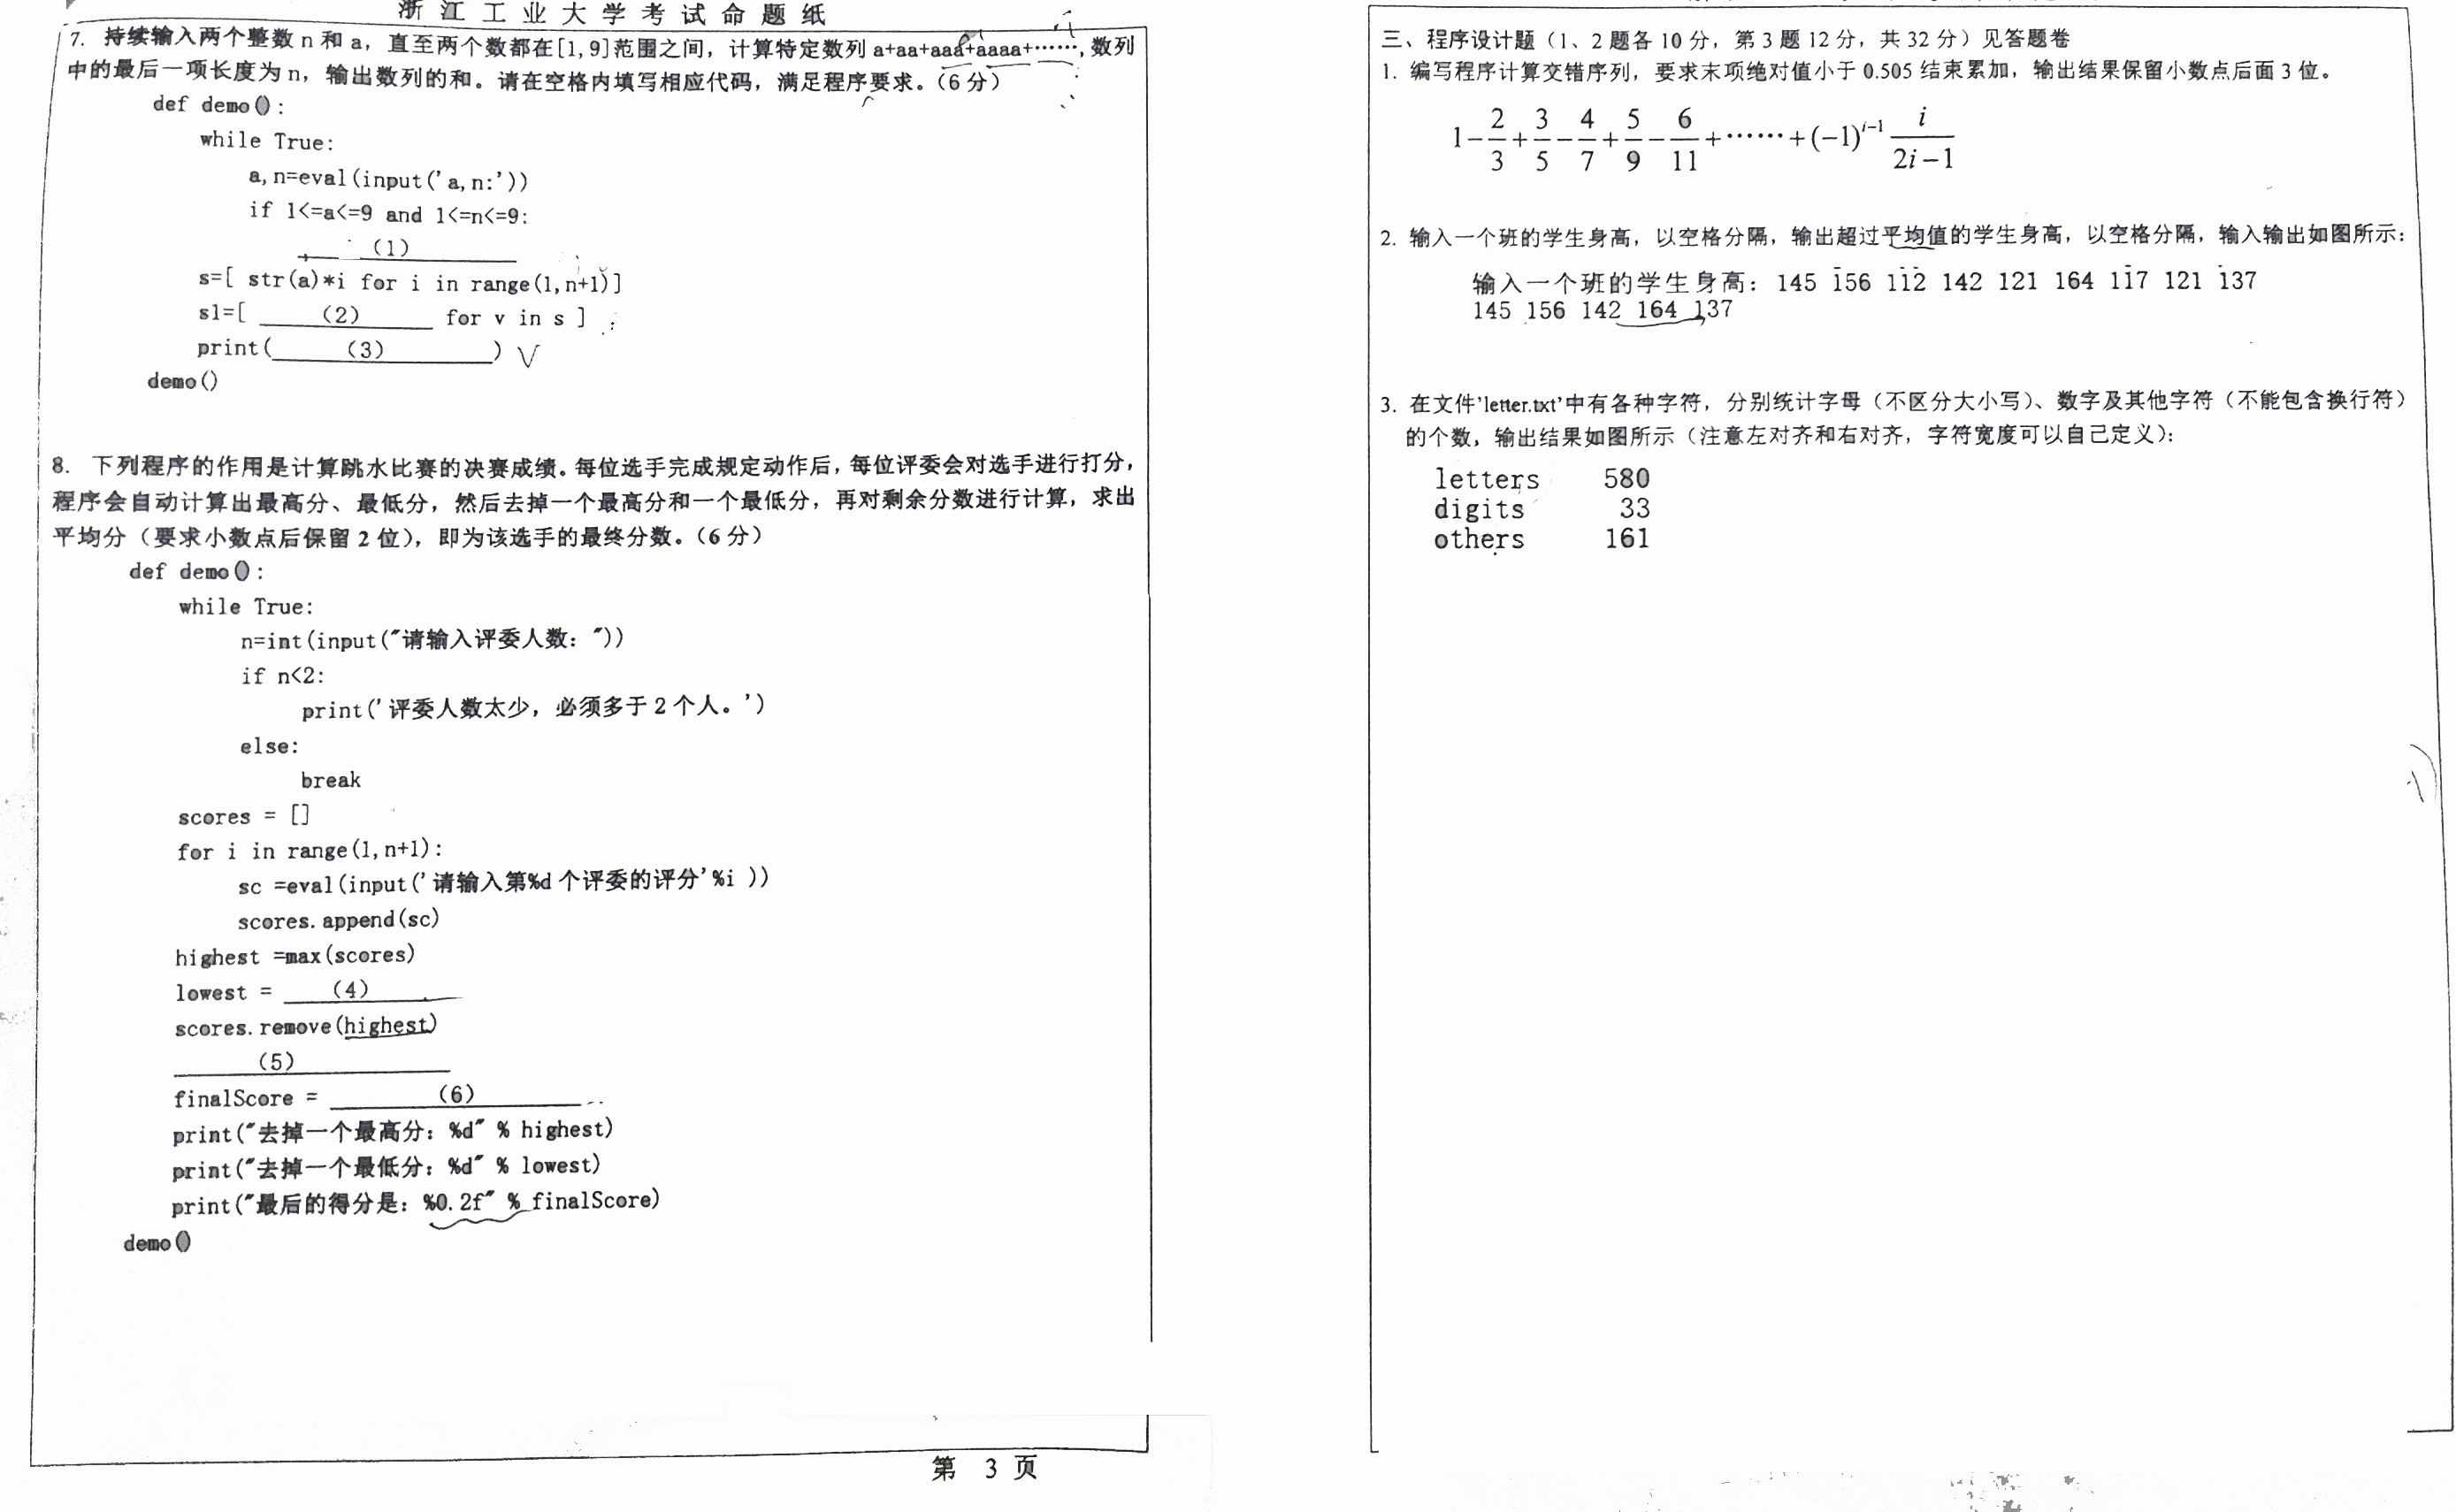 浙江工业大学考试命题纸
7. 持续输入两个整数 n 和 a，直至两个数都在[1,9]范围之间，计算特定数列 a+aa+aaa+aaaa+……，数列
中的最后一项长度为 n，输出数列的和。请在空格内填写相应代码，满足程序要求。（6 分）
def demo():
while True:
a,n=eval(input('a,n:'))
if 1<=a<=9 and 1<=n<=9:
（1）
s=[ str(a)*i for i in range(1,n+1)]
s1=[ （2） for v in s ]
print( （3） )
demo()
8. 下列程序的作用是计算跳水比赛的决赛成绩。每位选手完成规定动作后，每位评委会对选手进行打分，
程序会自动计算出最高分、最低分，然后去掉一个最高分和一个最低分，再对剩余分数进行计算，求出
平均分（要求小数点后保留 2 位），即为该选手的最终分数。（6 分）
def demo():
while True:
n=int(input("请输入评委人数："))
if n<2:
print('评委人数太少，必须多于 2 个人。')
else:
break
scores = []
for i in range(1,n+1):
sc =eval(input('请输入第%d 个评委的评分'%i ))
scores.append(sc)
highest =max(scores)
lowest = （4）
scores.remove(highest)
（5）
finalScore = （6）
print("去掉一个最高分：%d" % highest)
print("去掉一个最低分：%d" % lowest)
print("最后的得分是：%0.2f" % finalScore)
demo()
第 3 页
三、程序设计题（1、2 题各 10 分，第 3 题 12 分，共 32 分）见答题卷
1. 编写程序计算交错序列，要求末项绝对值小于 0.505 结束累加，输出结果保留小数点后面 3 位。
1-2/3+3/5-4/7+5/9-6/11+……+(-1)^{i-1} i/(2i-1)
2. 输入一个班的学生身高，以空格分隔，输出超过平均值的学生身高，以空格分隔，输入输出如图所示：
输入一个班的学生身高：145 156 112 142 121 164 117 121 137
145 156 142 164 137
3. 在文件'letter.txt'中有各种字符，分别统计字母（不区分大小写）、数字及其他字符（不能包含换行符）
的个数，输出结果如图所示（注意左对齐和右对齐，字符宽度可以自己定义）：
letters 580
digits 33
others 161